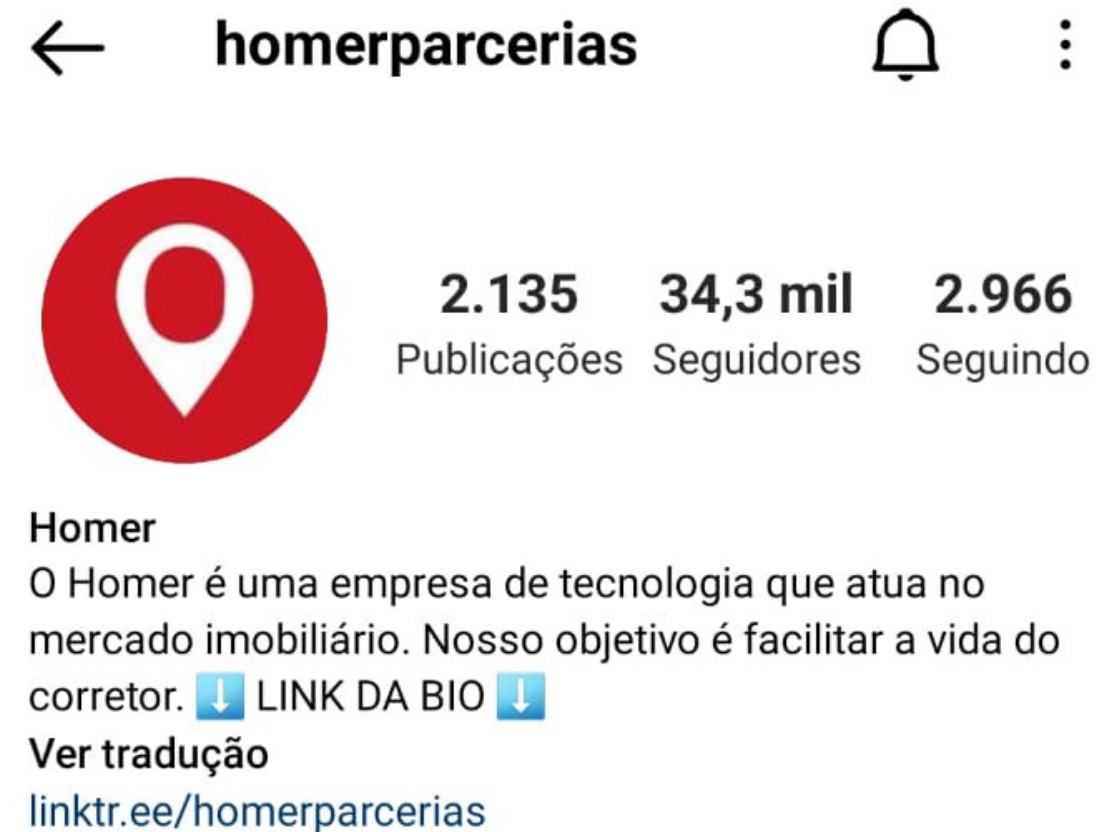 homerparcerias
2.135 34,3 mil 2.966
Publicações Seguidores Seguindo
Homer
O Homer é uma empresa de tecnologia que atua no
mercado imobiliário. Nosso objetivo é facilitar a vida do
corretor. ⬇️ LINK DA BIO ⬇️
Ver tradução
linktr.ee/homerparcerias